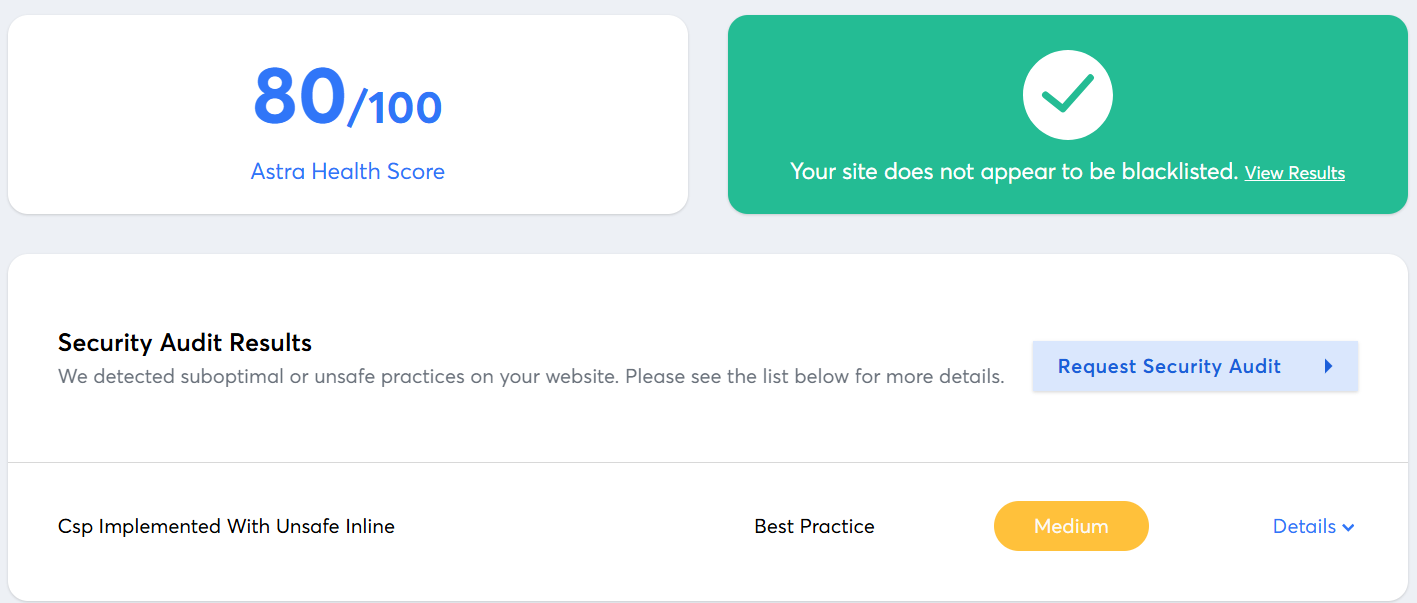 80/100
Astra Health Score
Your site does not appear to be blacklisted. View Results
Security Audit Results
We detected suboptimal or unsafe practices on your website. Please see the list below for more details.
Request Security Audit
Csp Implemented With Unsafe Inline
Best Practice
Medium
Details